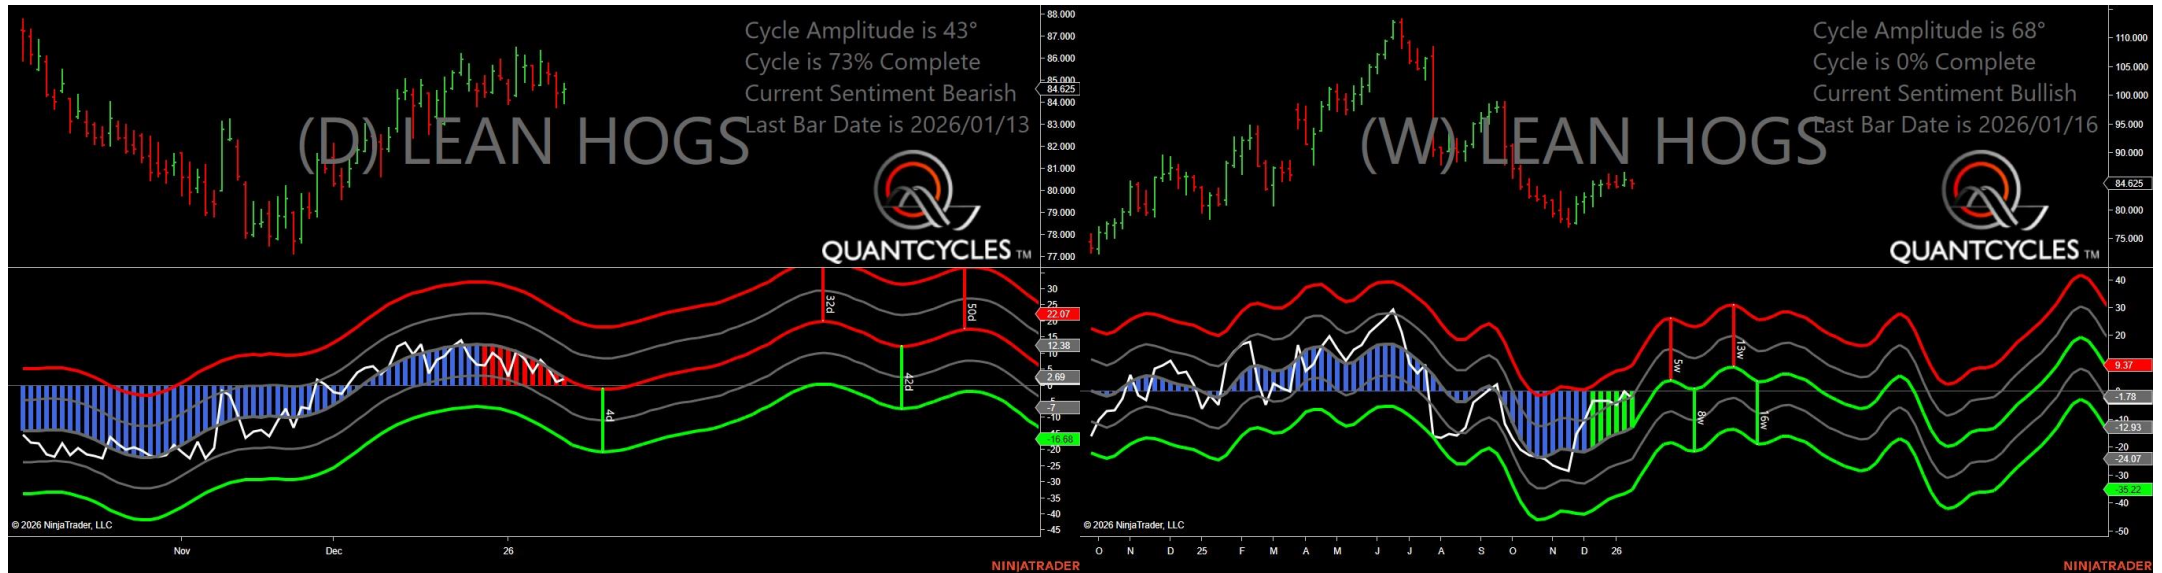 Cycle Amplitude is 43°
Cycle is 73% Complete
Current Sentiment Bearish
Last Bar Date is 2026/01/13
(D) LEAN HOGS
QUANTCYCLES TM
88.000
87.000
86.000
85.000
84.625
84.000
83.000
82.000
81.000
80.000
79.000
78.000
77.000
30
25
22.07
20
15
12.38
10
5
2.69
-7
-16.68
-20
-25
-30
-35
-40
-45
4d
32d
42d
50d
© 2026 NinjaTrader, LLC
Nov Dec 26
NINJATRADER
Cycle Amplitude is 68°
Cycle is 0% Complete
Current Sentiment Bullish
Last Bar Date is 2026/01/16
(W) LEAN HOGS
QUANTCYCLES TM
110.000
105.000
100.000
95.000
90.000
84.625
80.000
75.000
40
30
20
9.37
-1.78
-12.93
-20
-24.07
-30
-35.22
-40
-50
5w
8w
13w
16w
© 2026 NinjaTrader, LLC
O N D 25 F M A M J J A S O N D 26
NINJATRADER